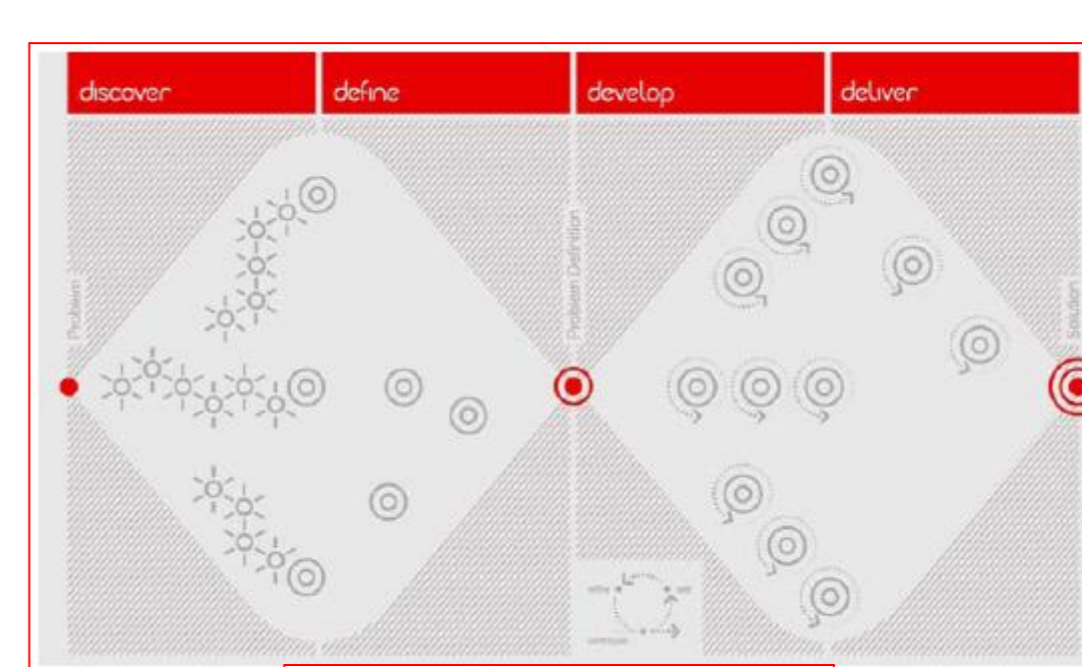 discover
define
develop
deliver
Problem
Problem Definition
Solution